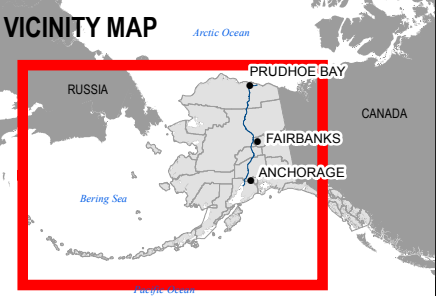 VICINITY MAP
Arctic Ocean
PRUDHOE BAY
RUSSIA
CANADA
FAIRBANKS
ANCHORAGE
Bering Sea
Pacific Ocean